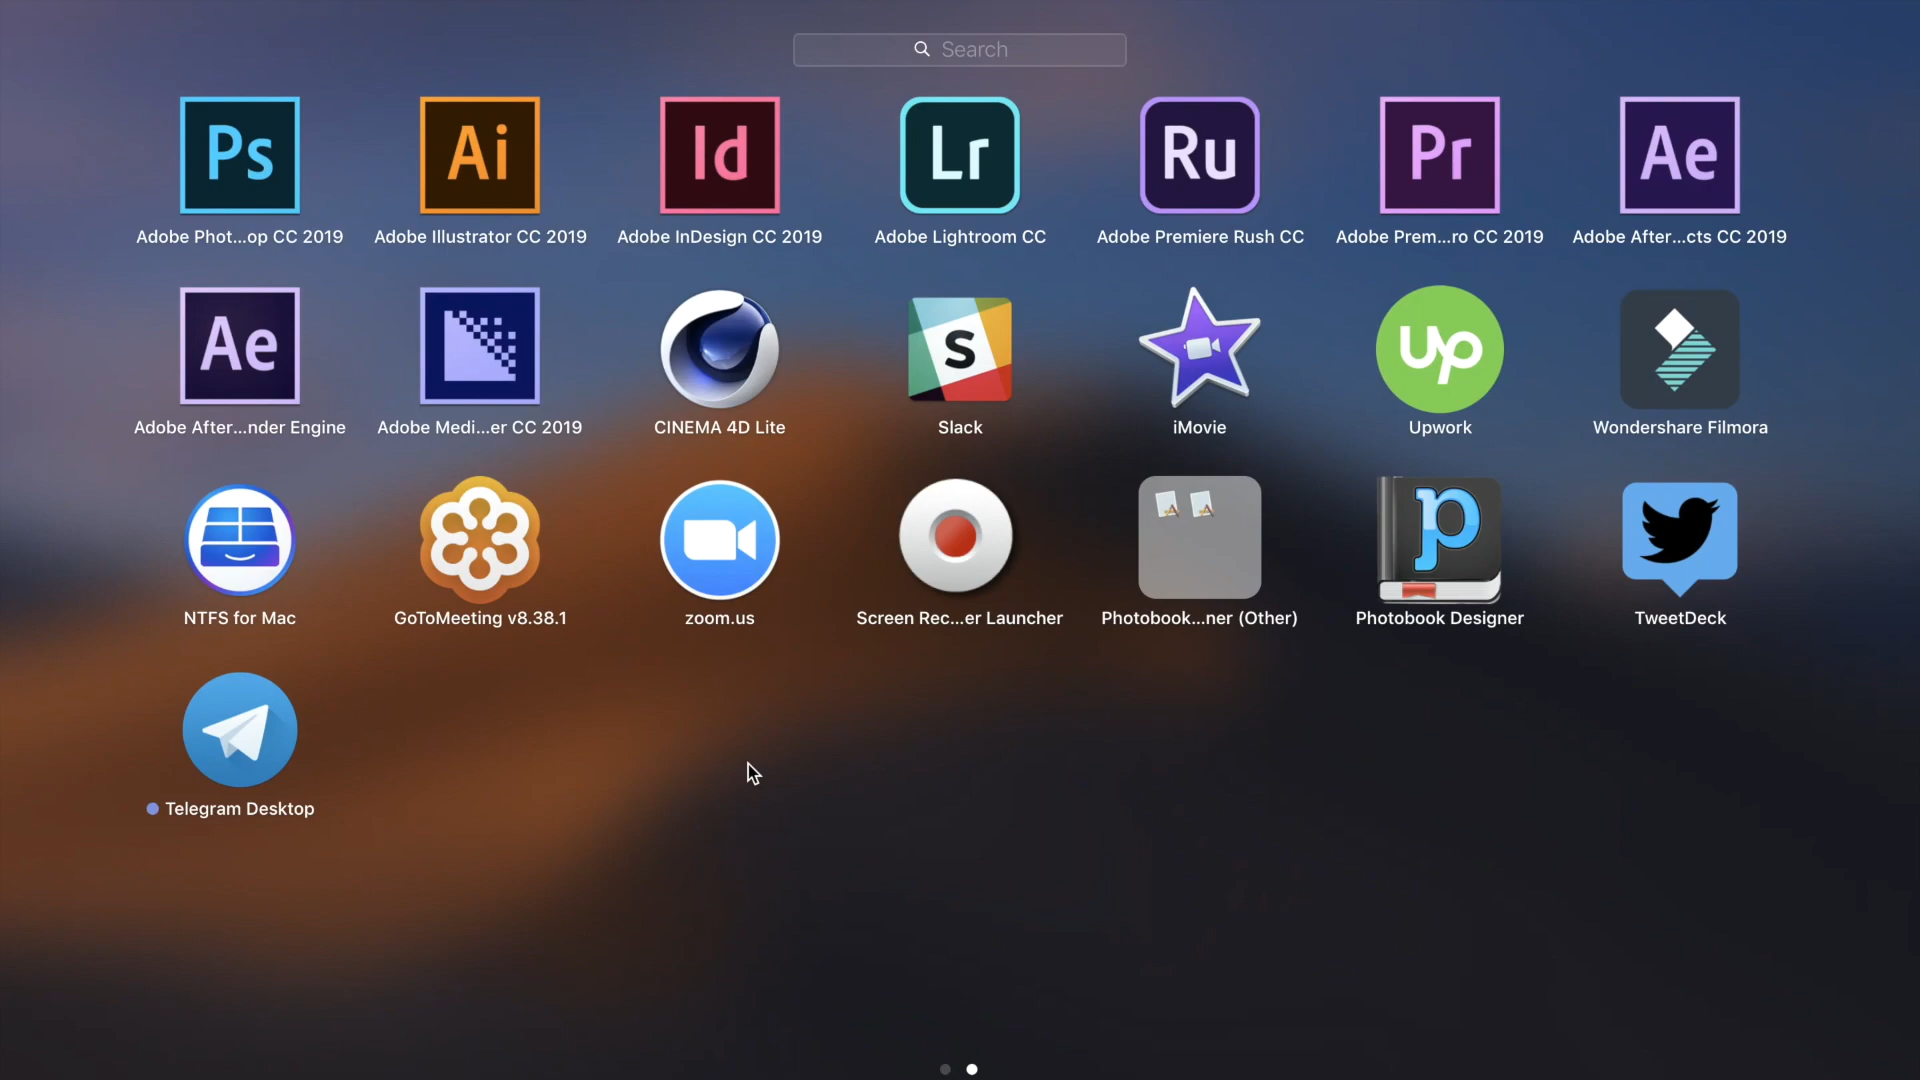 Search
Ps
Ai
Id
Lr
Ru
Pr
Ae
Adobe Phot...op CC 2019
Adobe Illustrator CC 2019
Adobe InDesign CC 2019
Adobe Lightroom CC
Adobe Premiere Rush CC
Adobe Prem...ro CC 2019
Adobe After...cts CC 2019
Ae
S
Up
Adobe After...nder Engine
Adobe Medi...er CC 2019
CINEMA 4D Lite
Slack
iMovie
Upwork
Wondershare Filmora
p
NTFS for Mac
GoToMeeting v8.38.1
zoom.us
Screen Rec...er Launcher
Photobook...ner (Other)
Photobook Designer
TweetDeck
Telegram Desktop